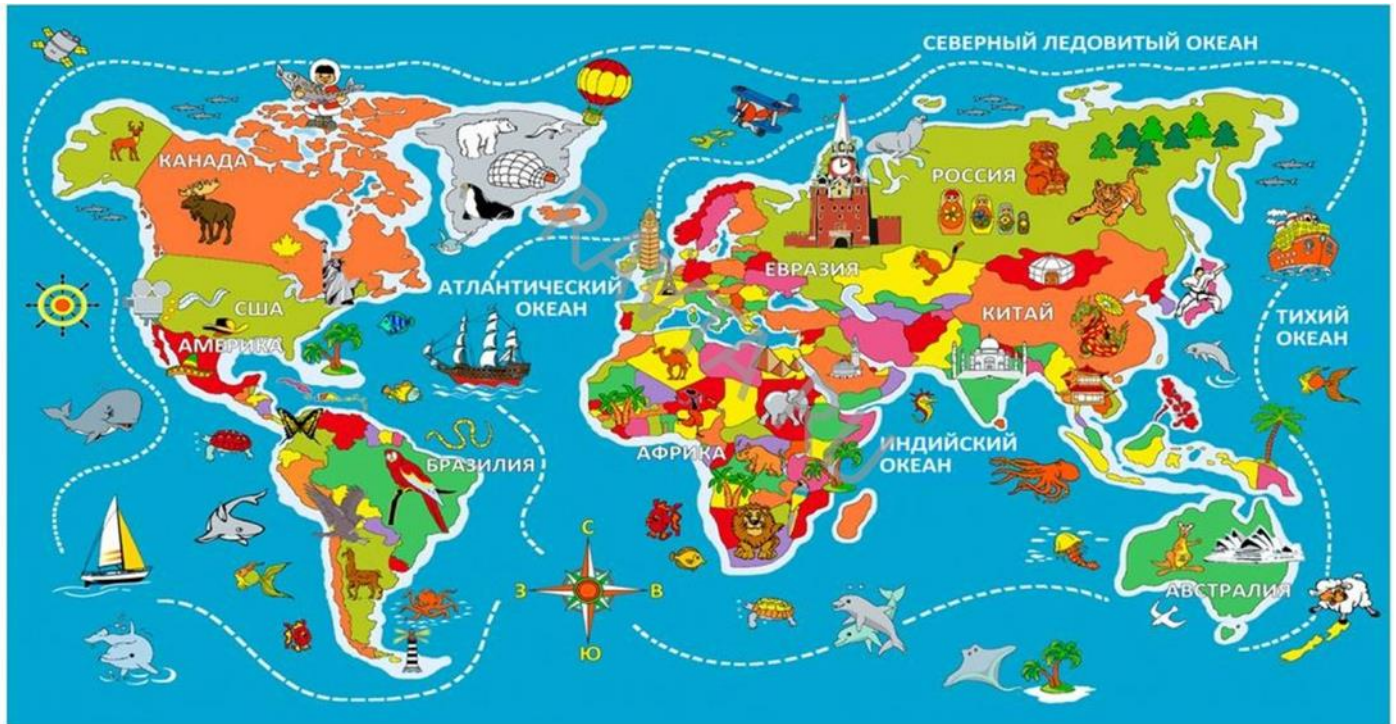 СЕВЕРНЫЙ ЛЕДОВИТЫЙ ОКЕАН
КАНАДА
РОССИЯ
ЕВРАЗИЯ
АТЛАНТИЧЕСКИЙ
ОКЕАН
США
КИТАЙ
ТИХИЙ
ОКЕАН
АМЕРИКА
АФРИКА
ИНДИЙСКИЙ
ОКЕАН
БРАЗИЛИЯ
С
З
В
Ю
АВСТРАЛИЯ